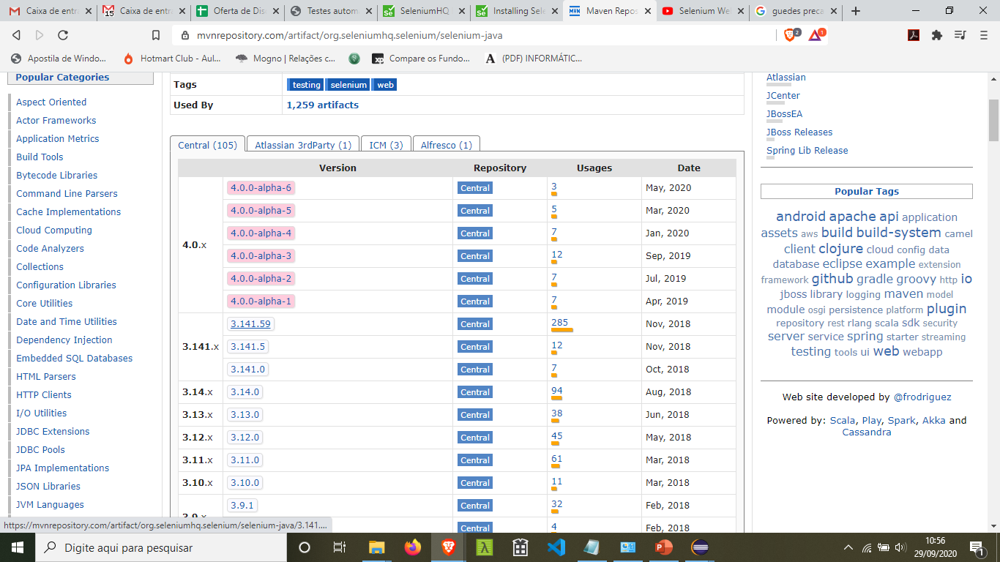 Caixa de entra
15
Caixa de entra
Oferta de Dis
Testes autom
SeleniumHQ
Installing Sele
Maven Repos
Selenium We
guedes preca
mvnrepository.com/artifact/org.seleniumhq.selenium/selenium-java
2
1
Apostila de Windo...
Hotmart Club - Aul...
Mogno | Relações c...
Compare os Fundo...
(PDF) INFORMÁTIC...
Popular Categories
Aspect Oriented
Actor Frameworks
Application Metrics
Build Tools
Bytecode Libraries
Command Line Parsers
Cache Implementations
Cloud Computing
Code Analyzers
Collections
Configuration Libraries
Core Utilities
Date and Time Utilities
Dependency Injection
Embedded SQL Databases
HTML Parsers
HTTP Clients
I/O Utilities
JDBC Extensions
JDBC Pools
JPA Implementations
JSON Libraries
JVM Languages
Tags testing selenium web
Used By 1,259 artifacts
Central (105) Atlassian 3rdParty (1) ICM (3) Alfresco (1)
Version Repository Usages Date
4.0.x
4.0.0-alpha-6 Central 3 May, 2020
4.0.0-alpha-5 Central 5 Mar, 2020
4.0.0-alpha-4 Central 7 Jan, 2020
4.0.0-alpha-3 Central 12 Sep, 2019
4.0.0-alpha-2 Central 7 Jul, 2019
4.0.0-alpha-1 Central 7 Apr, 2019
3.141.x
3.141.59 Central 285 Nov, 2018
3.141.5 Central 12 Nov, 2018
3.141.0 Central 7 Oct, 2018
3.14.x 3.14.0 Central 94 Aug, 2018
3.13.x 3.13.0 Central 38 Jun, 2018
3.12.x 3.12.0 Central 45 May, 2018
3.11.x 3.11.0 Central 61 Mar, 2018
3.10.x 3.10.0 Central 11 Mar, 2018
3.9.x
3.9.1 Central 32 Feb, 2018
Central 4 Feb, 2018
Atlassian
JCenter
JBossEA
JBoss Releases
Spring Lib Release
Popular Tags
android apache api application
assets aws build build-system camel
client clojure cloud config data
database eclipse example extension
framework github gradle groovy http io
jboss library logging maven model
module osgi persistence platform plugin
repository rest rlang scala sdk security
server service spring starter streaming
testing tools ui web webapp
Web site developed by @frodriguez
Powered by: Scala, Play, Spark, Akka and
Cassandra
https://mvnrepository.com/artifact/org.seleniumhq.selenium/selenium-java/3.141....
Digite aqui para pesquisar
10:56
29/09/2020
1